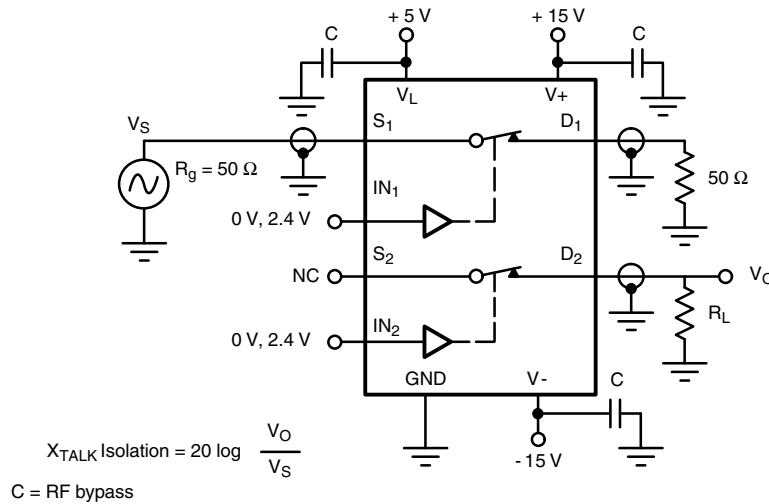 + 5 V
+ 15 V
C
C
V_L
V+
V_S
S_1
D_1
R_g = 50 Ω
50 Ω
IN_1
0 V, 2.4 V
S_2
D_2
NC
V_O
IN_2
R_L
0 V, 2.4 V
GND
V-
C
X_TALK Isolation = 20 log V_O / V_S
- 15 V
C = RF bypass